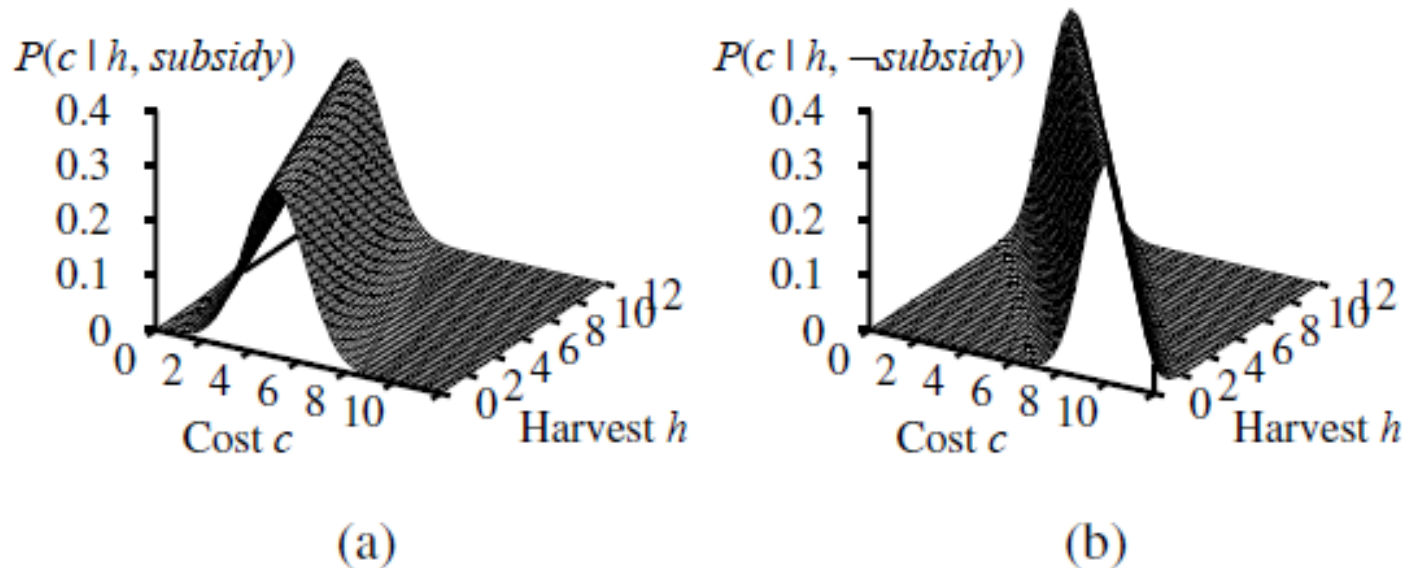 P(c | h, subsidy)
0.4
0.3
0.2
0.1
0
0 2 4 6 8 10
Cost c
0 2 4 6 8 10 12
Harvest h
(a)
P(c | h, ¬subsidy)
0.4
0.3
0.2
0.1
0
0 2 4 6 8 10
Cost c
0 2 4 6 8 10 12
Harvest h
(b)